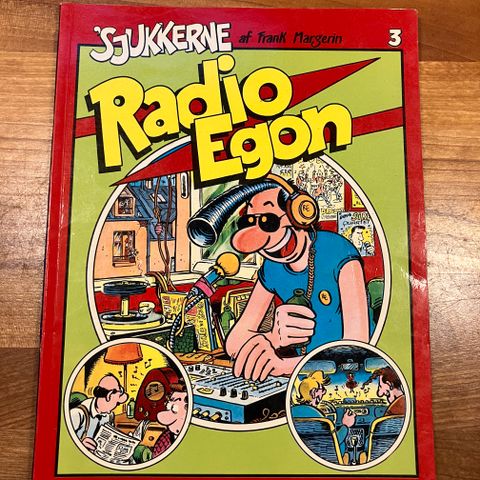 'SJUKKERNE af Frank Margerin 3
Radio
Egon